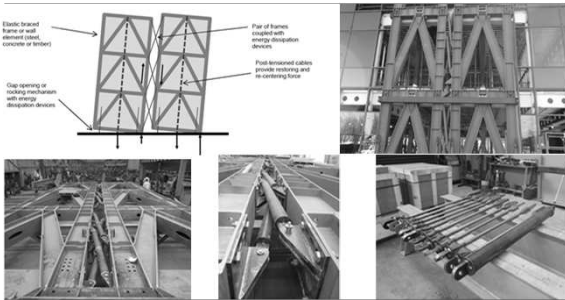 Elastic braced
frame or wall
element (steel,
concrete or timber)
Gap opening or
rocking mechanism
with energy
dissipation devices
Pair of frames
coupled with
energy dissipation
devices
Post-tensioned cables
provide restoring and
re-centering force